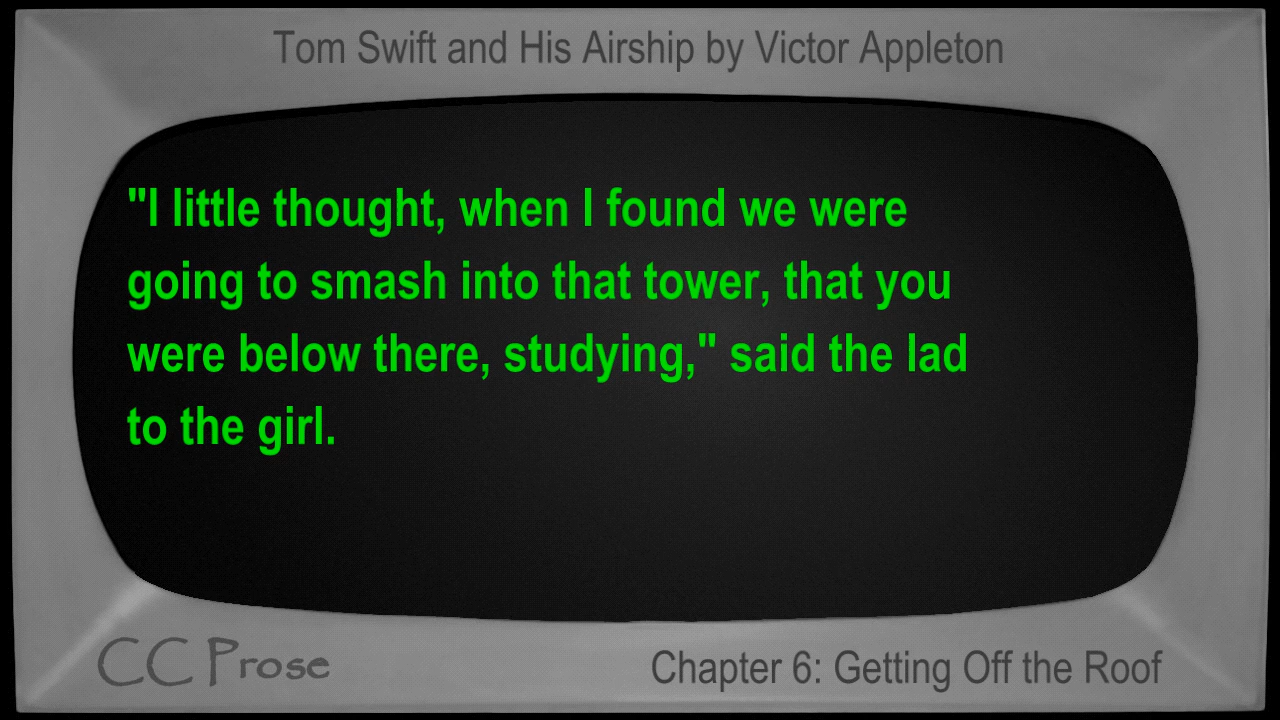 Tom Swift and His Airship by Victor Appleton
"I little thought, when I found we were
going to smash into that tower, that you
were below there, studying," said the lad
to the girl.
CC Prose
Chapter 6: Getting Off the Roof